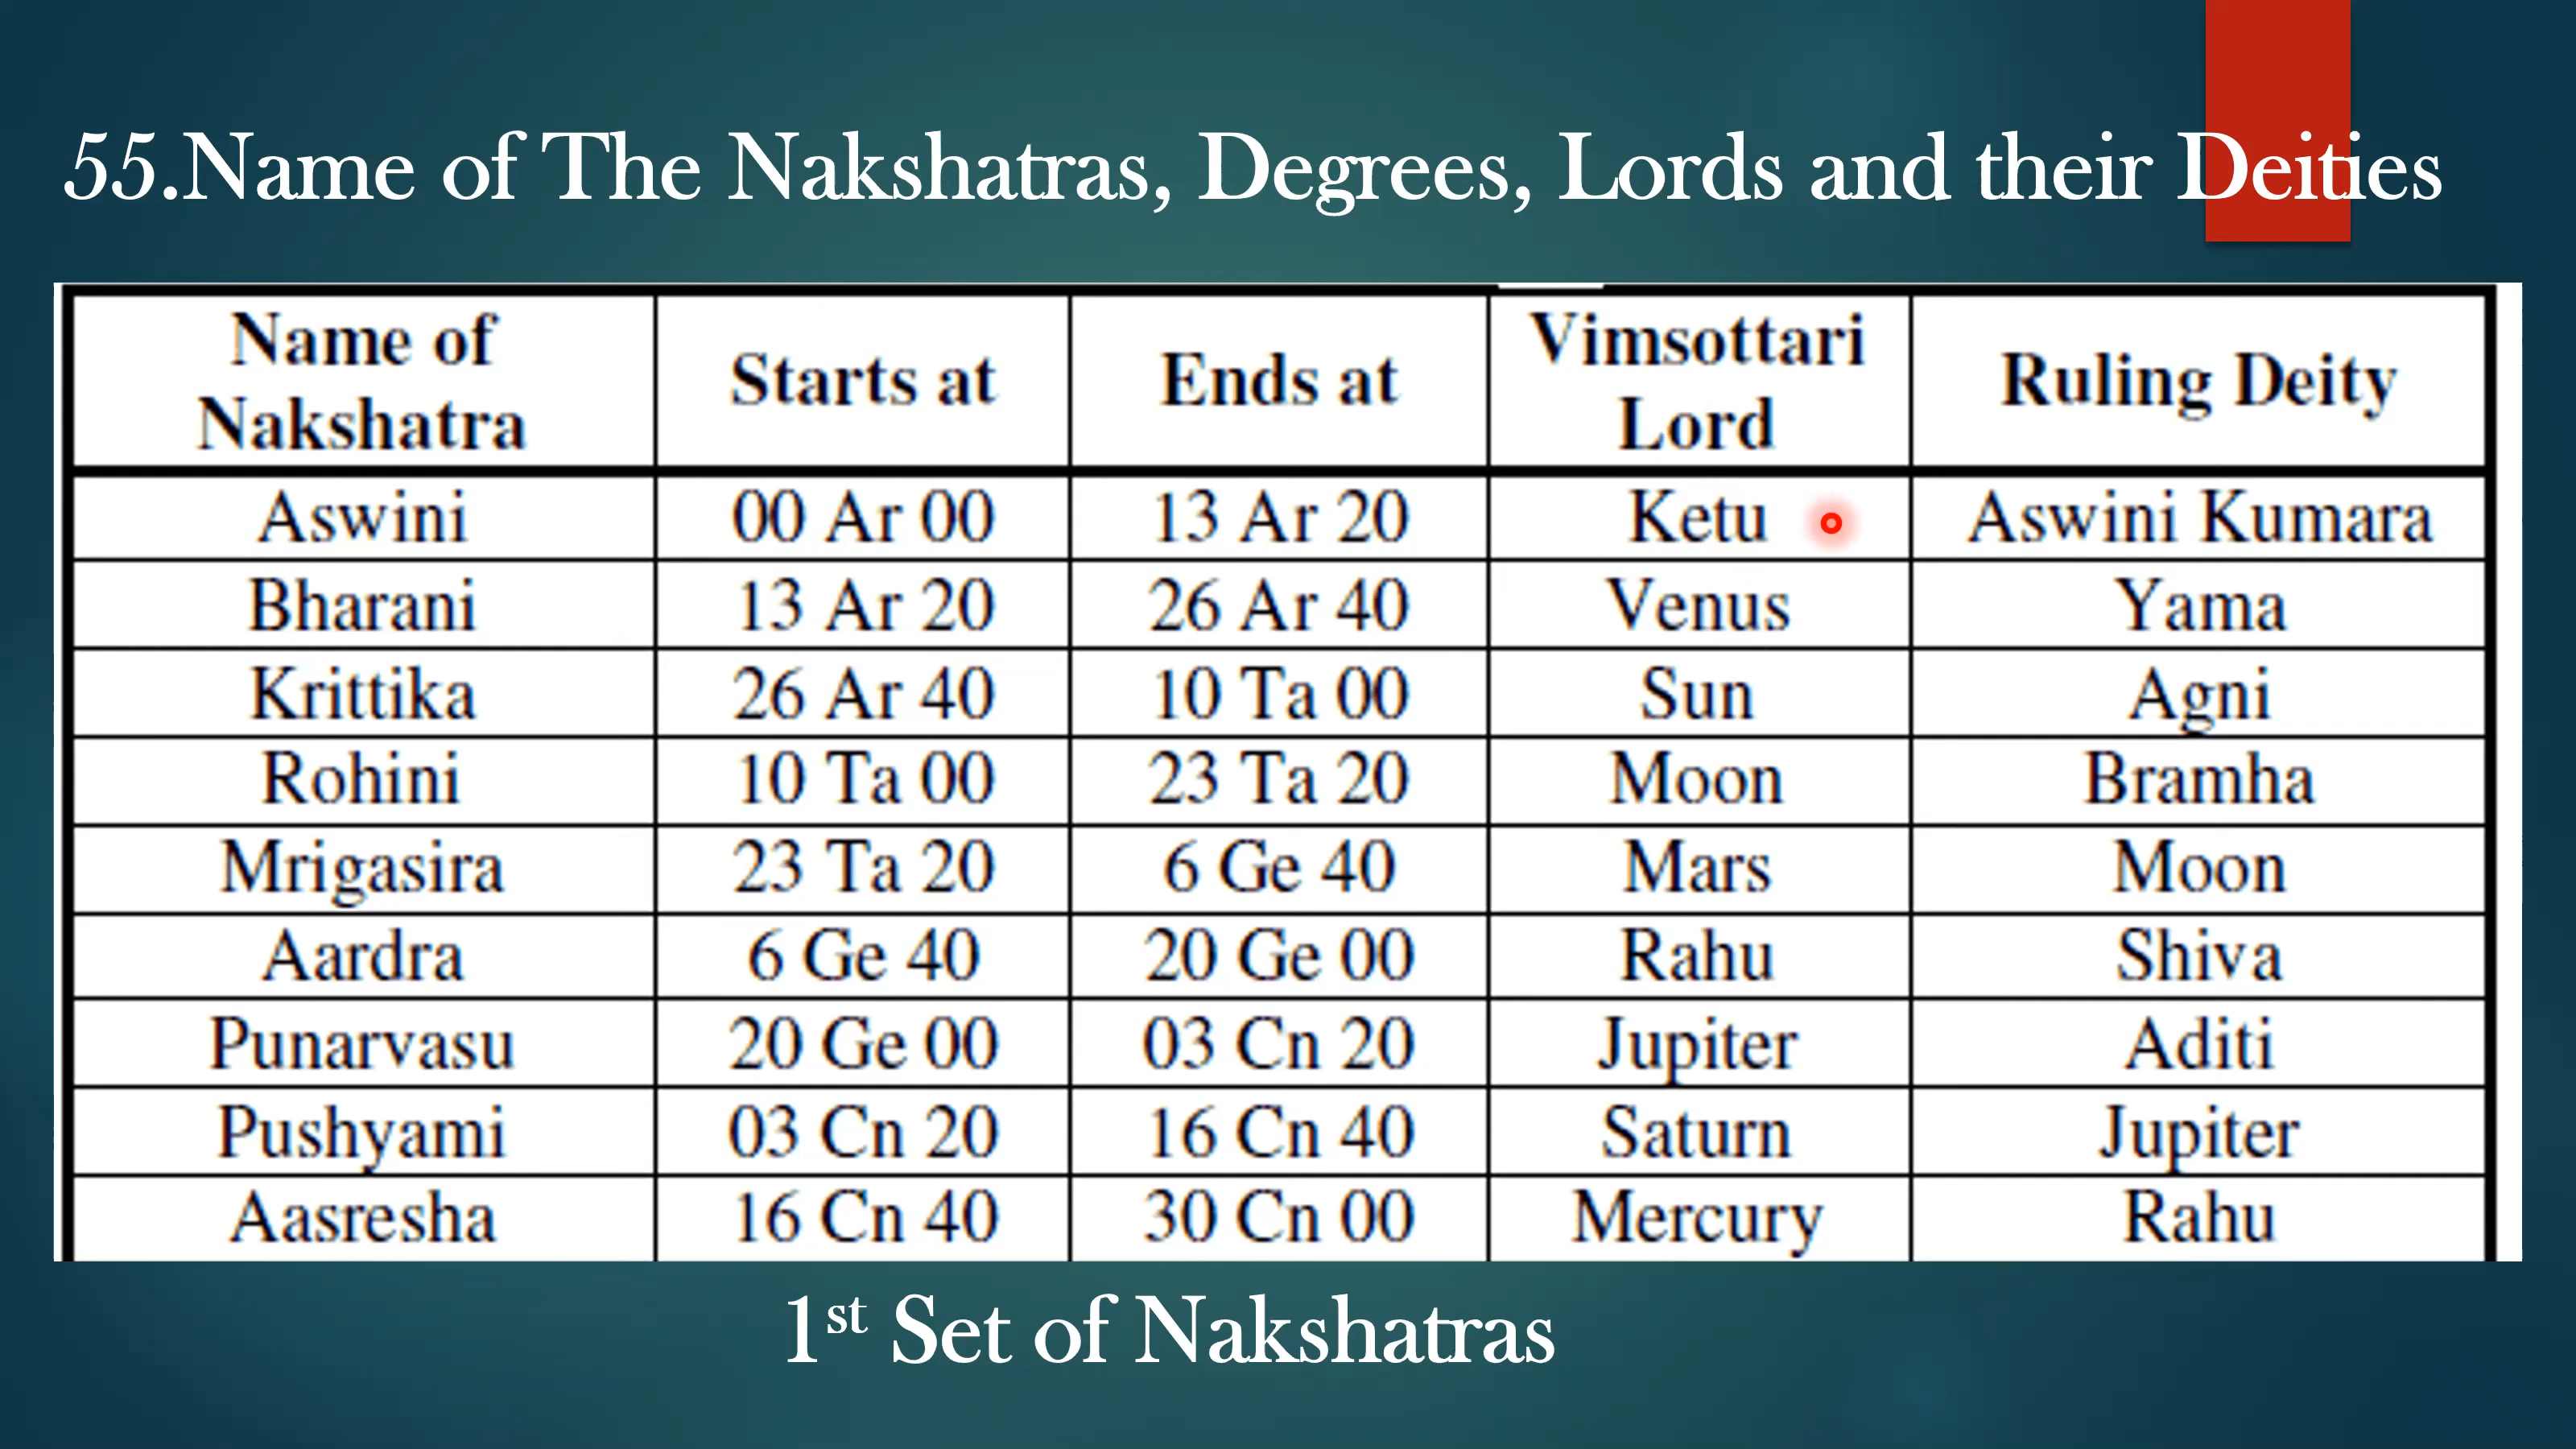 55.Name of The Nakshatras, Degrees, Lords and their Deities
Name of Nakshatra Starts at Ends at Vimsottari Lord Ruling Deity
Aswini 00 Ar 00 13 Ar 20 Ketu Aswini Kumara
Bharani 13 Ar 20 26 Ar 40 Venus Yama
Krittika 26 Ar 40 10 Ta 00 Sun Agni
Rohini 10 Ta 00 23 Ta 20 Moon Bramha
Mrigasira 23 Ta 20 6 Ge 40 Mars Moon
Aardra 6 Ge 40 20 Ge 00 Rahu Shiva
Punarvasu 20 Ge 00 03 Cn 20 Jupiter Aditi
Pushyami 03 Cn 20 16 Cn 40 Saturn Jupiter
Aasresha 16 Cn 40 30 Cn 00 Mercury Rahu
1st Set of Nakshatras